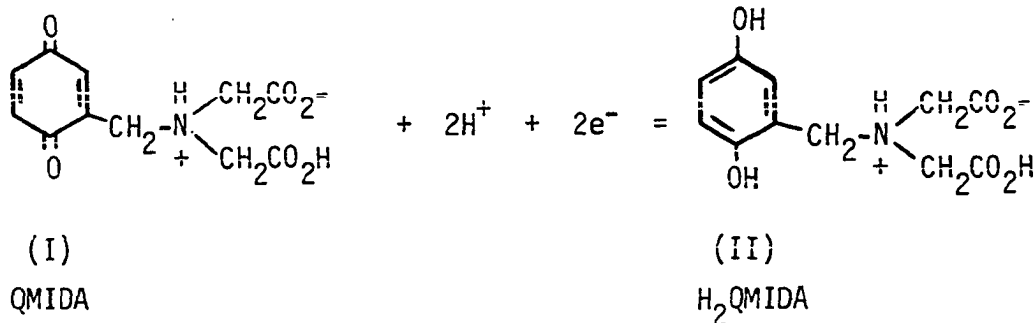 O
OH
H CH₂CO₂⁻ H CH₂CO₂⁻
CH₂-N + 2H⁺ + 2e⁻ = CH₂-N
+ CH₂CO₂H + CH₂CO₂H
O
OH
(I) (II)
QMIDA H₂QMIDA